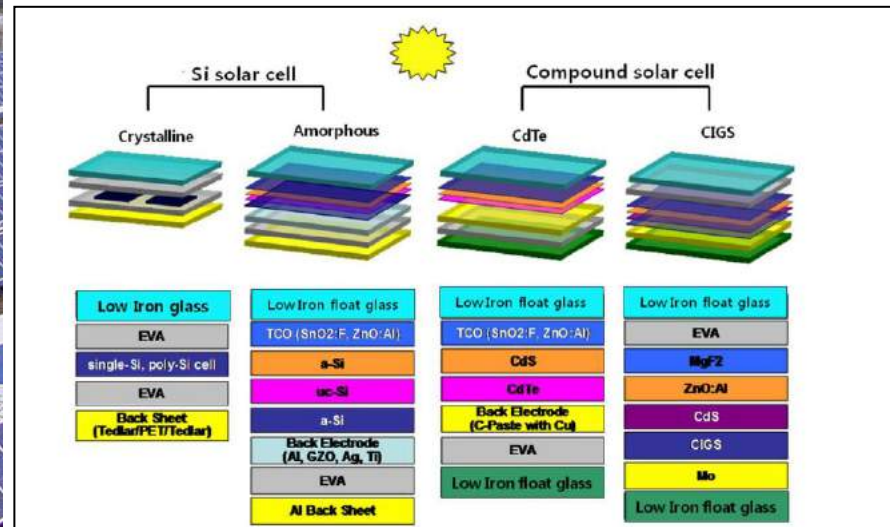 Si solar cell
Compound solar cell
Crystalline
Amorphous
CdTe
CIGS
Low Iron glass
EVA
single-Si, poly-Si cell
EVA
Back Sheet
(Tedlar/PET/Tedlar)
Low Iron float glass
TCO (SnO2:F, ZnO:Al)
a-Si
uc-Si
a-Si
Back Electrode
(Al, GZO, Ag, Ti)
EVA
Al Back Sheet
Low Iron float glass
TCO (SnO2:F, ZnO:Al)
CdS
CdTe
Back Electrode
(C-Paste with Cu)
EVA
Low Iron float glass
Low Iron float glass
EVA
MgF2
ZnO:Al
CdS
CIGS
Mo
Low Iron float glass